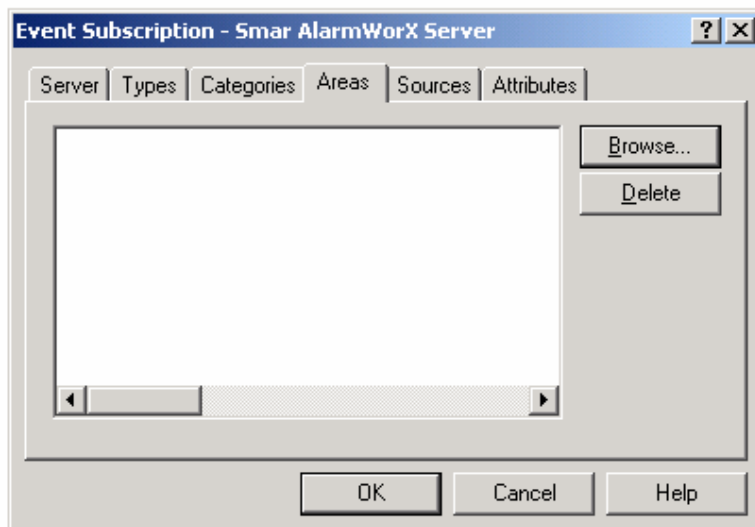 Event Subscription - Smar AlarmWorX Server
Server Types Categories Areas Sources Attributes
Browse...
Delete
OK Cancel Help